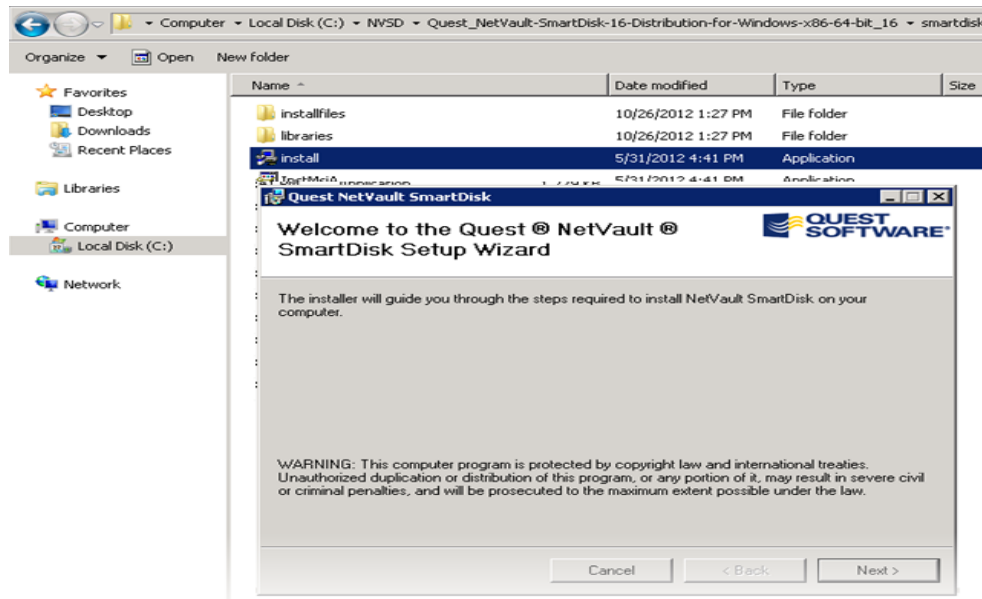 Computer Local Disk (C:) NVSD Quest_NetVault-SmartDisk-16-Distribution-for-Windows-x86-64-bit_16 smartdisk
Organize Open New folder
Favorites
Desktop
Downloads
Recent Places
Libraries
Computer
Local Disk (C:)
Network
Name Date modified Type Size
installfiles 10/26/2012 1:27 PM File folder
libraries 10/26/2012 1:27 PM File folder
install 5/31/2012 4:41 PM Application
5/31/2012 4:41 PM Application
Quest NetVault SmartDisk
Welcome to the Quest ® NetVault ®
SmartDisk Setup Wizard
QUEST
SOFTWARE®
The installer will guide you through the steps required to install NetVault SmartDisk on your
computer.
WARNING: This computer program is protected by copyright law and international treaties.
Unauthorized duplication or distribution of this program, or any portion of it, may result in severe civil
or criminal penalties, and will be prosecuted to the maximum extent possible under the law.
Cancel < Back Next >